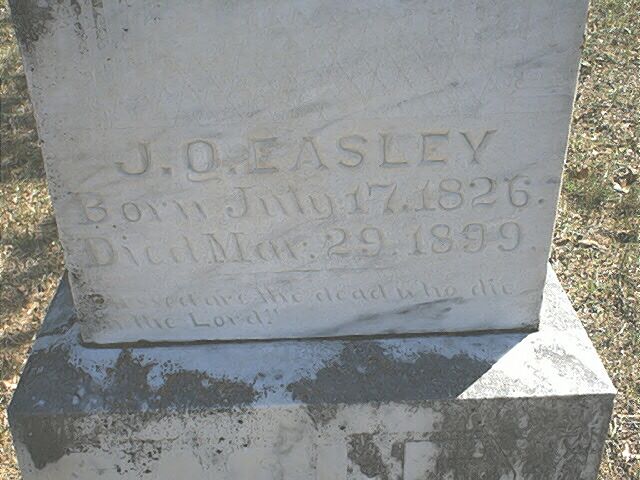 J. O. EASLEY
Born July 17. 1826.
Died Mar. 29. 1899.
are the dead who die
the Lord."